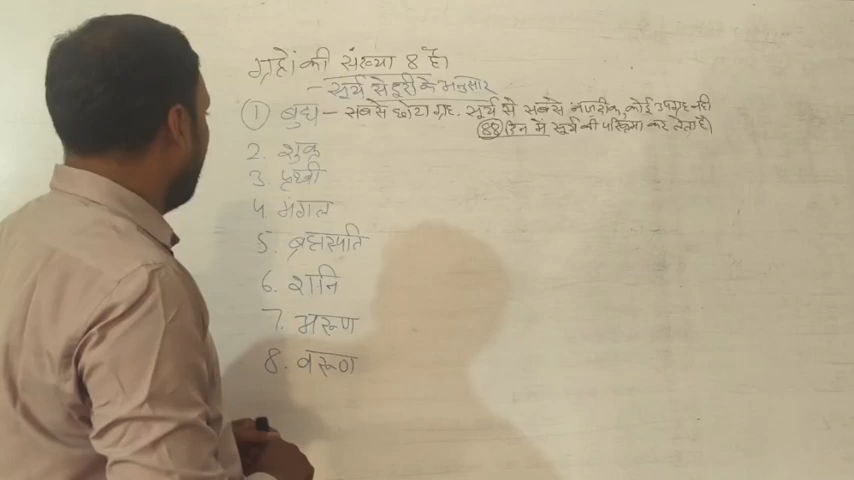 ग्रहों की संख्या 8 है।
- सूर्य से दूरी के अनुसार
① बुध - सबसे छोटा ग्रह. सूर्य से सबसे नजदीक, कोई उपग्रह नहीं
88 दिन में सूर्य की परिक्रमा कर लेता है।
2. शुक्र
3. पृथ्वी
4. मंगल
5. ब्रहास्पति
6. शनि
7. अरूण
8. वरूण